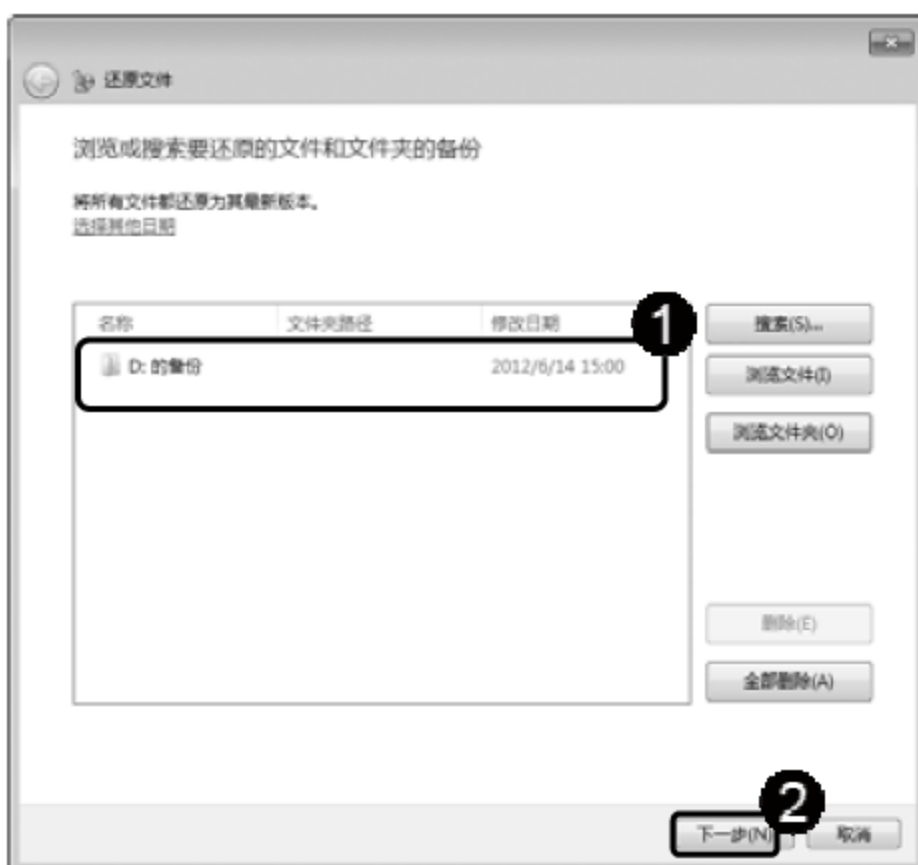 还原文件
浏览或搜索要还原的文件和文件夹的备份
将所有文件都还原为其最新版本。
选择其他日期
名称 文件夹路径 修改日期
1
搜索(S)...
D: 的备份 2012/6/14 15:00
浏览文件(I)
浏览文件夹(O)
删除(E)
全部删除(A)
2
下一步(N) 取消